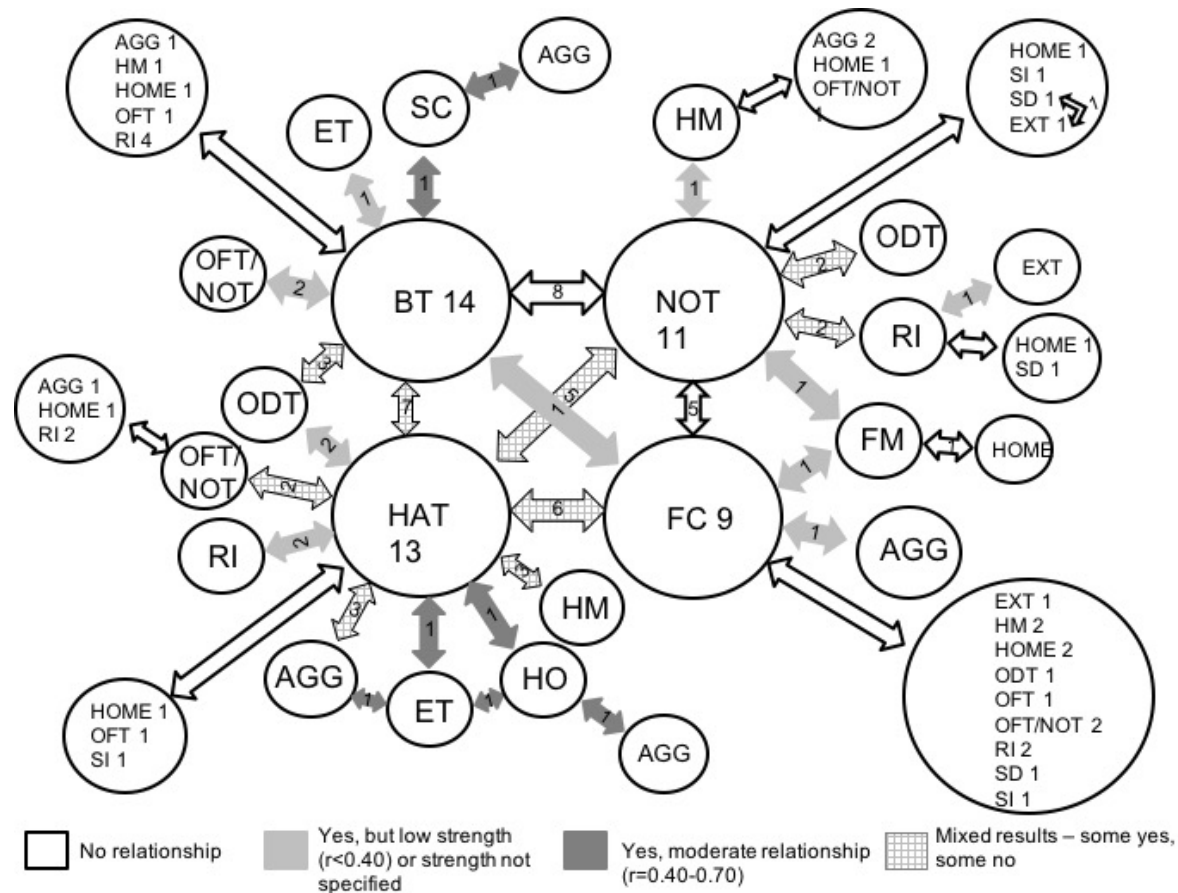 AGG 1
HM 1
HOME 1
OFT 1
RI 4
ET
SC
AGG
1
1
1
HM
AGG 2
HOME 1
OFT/NOT
1
HOME 1
SI 1
SD 1
EXT 1
1
1
OFT/
NOT
2
BT 14
8
NOT
11
2
ODT
2
RI
1
EXT
HOME 1
SD 1
ODT
3
7
1
5
5
1
FM
1
HOME
AGG 1
HOME 1
RI 2
OFT/
NOT
2
2
HAT
13
6
FC 9
1
1
AGG
RI
2
3
HM
3
1
1
AGG
1
ET
1
HO
1
AGG
HOME 1
OFT 1
SI 1
EXT 1
HM 2
HOME 2
ODT 1
OFT 1
OFT/NOT 2
RI 2
SD 1
SI 1
No relationship
Yes, but low strength
(r<0.40) or strength not
specified
Yes, moderate relationship
(r=0.40-0.70)
Mixed results – some yes,
some no